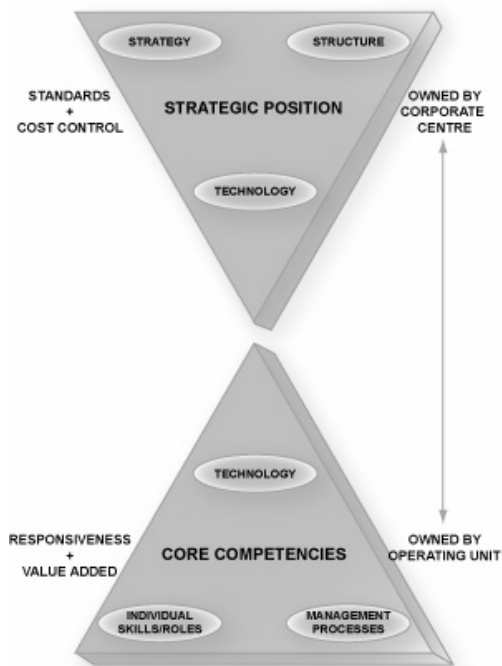 STRATEGY
STRUCTURE
STANDARDS
+
COST CONTROL
STRATEGIC POSITION
OWNED BY
CORPORATE
CENTRE
TECHNOLOGY
TECHNOLOGY
RESPONSIVENESS
+
VALUE ADDED
CORE COMPETENCIES
OWNED BY
OPERATING UNIT
INDIVIDUAL
SKILLS/ROLES
MANAGEMENT
PROCESSES